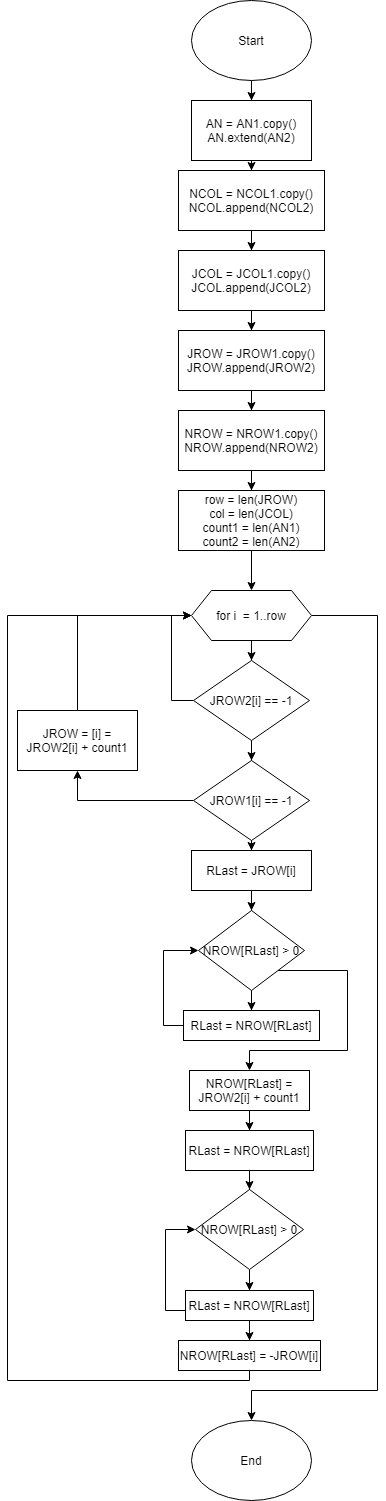 Start
AN = AN1.copy()
AN.extend(AN2)
NCOL = NCOL1.copy()
NCOL.append(NCOL2)
JCOL = JCOL1.copy()
JCOL.append(JCOL2)
JROW = JROW1.copy()
JROW.append(JROW2)
NROW = NROW1.copy()
NROW.append(NROW2)
row = len(JROW)
col = len(JCOL)
count1 = len(AN1)
count2 = len(AN2)
for i  = 1..row
JROW2[i] == -1
JROW = [i] =
JROW2[i] + count1
JROW1[i] == -1
RLast = JROW[i]
NROW[RLast] > 0
RLast = NROW[RLast]
NROW[RLast] =
JROW2[i] + count1
RLast = NROW[RLast]
NROW[RLast] > 0
RLast = NROW[RLast]
NROW[RLast] = -JROW[i]
End